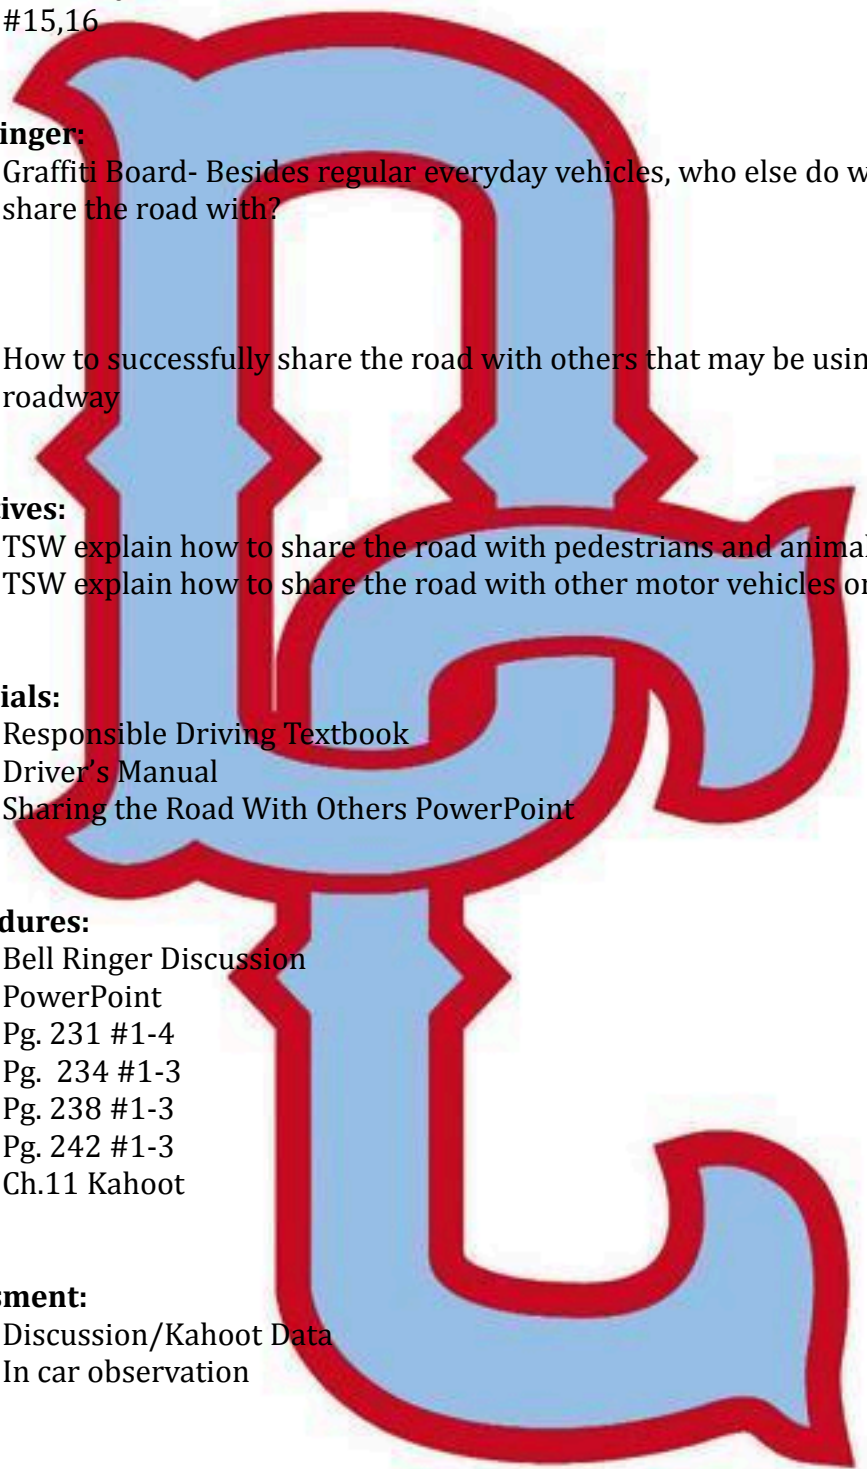 #15,16
inger:
Graffiti Board- Besides regular everyday vehicles, who else do w
share the road with?
How to successfully share the road with others that may be usin
roadway
tives:
TSW explain how to share the road with pedestrians and animal
TSW explain how to share the road with other motor vehicles or
ials:
Responsible Driving Textbook
Driver’s Manual
Sharing the Road With Others PowerPoint
dures:
Bell Ringer Discussion
PowerPoint
Pg. 231 #1-4
Pg.  234 #1-3
Pg. 238 #1-3
Pg. 242 #1-3
Ch.11 Kahoot
sment:
Discussion/Kahoot Data
In car observation